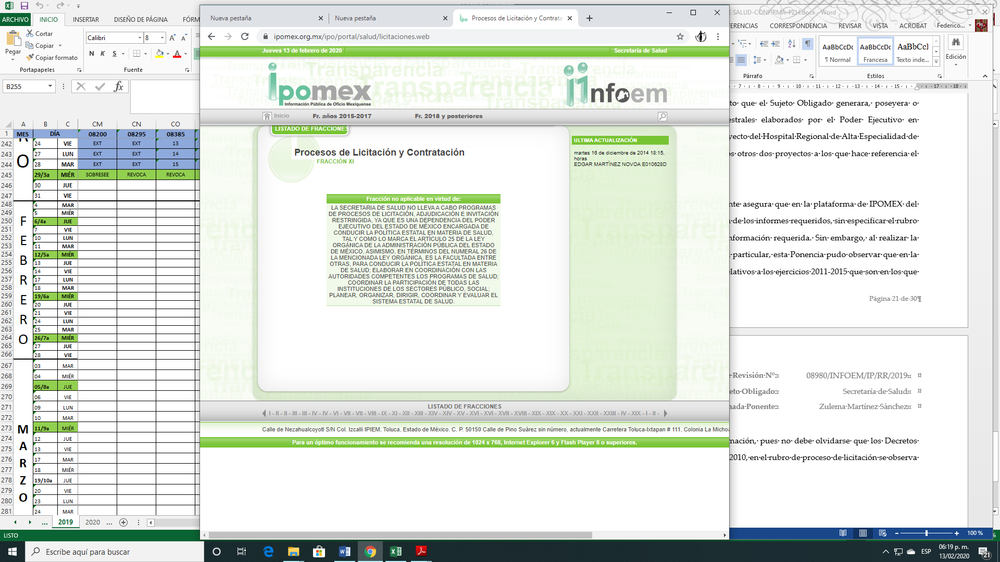 Nueva pestaña
Nueva pestaña
Procesos de Licitación y Contrata
ipomex.org.mx/ipo/portal/salud/licitaciones.web
ARCHIVO INICIO INSERTAR DISEÑO DE PÁGINA FÓRM
Pegar
Cortar
Copiar
Copiar formato
Portapapeles
Calibri 8
N K S
Fuente
B255
A B C CM CN CO
1 MES DÍA 08200 08295 08385
242 24 VIE EXT EXT 13
243 27 LUN EXT EXT 14
244 28 MAR EXT EXT 15
245 29/3a MIÉR SOBRESEE REVOCA REVOCA
246 30 JUE
247 31 VIE
O
248 4 MAR
249 5 MIÉR
250 6/4a JUE
251 7 VIE
252 10 LUN
253 11 MAR
254 12/5a MIÉR
255 13 JUE
256 14 VIE
257 17 LUN
258 18 MAR
259 19/6a MIÉR
260 20 JUE
261 21 VIE
262 24 LUN
263 25 MAR
264 26/7a MIÉR
265 27 JUE
266 28 VIE
FEBRERO
267 03 MAR
268 04 MIÉR
269 05/8a JUE
270 06 VIE
271 09 LUN
272 10 MAR
273 11/9a MIÉR
274 12 JUE
275 13 VIE
276 17 MAR
277 18 MIÉR
278 19/10a JUE
279 20 VIE
280 23 LUN
281 24 MAR
MARZO
... 2019 2020 ...
LISTO
Jueves 13 de febrero de 2020
Secretaría de Salud
ipomex
Información Pública de Oficio Mexiquense
infoem
Transparencia
Inicio
Fr. años 2015-2017
Fr. 2018 y posteriores
LISTADO DE FRACCIONES
Procesos de Licitación y Contratación
FRACCIÓN XI
Fracción no aplicable en virtud de:
LA SECRETARIA DE SALUD NO LLEVA A CABO PROGRAMAS
DE PROCESOS DE LICITACIÓN, ADJUDICACIÓN E INVITACIÓN
RESTRINGIDA, YA QUE ES UNA DEPENDENCIA DEL PODER
EJECUTIVO DEL ESTADO DE MÉXICO ENCARGADA DE
CONDUCIR LA POLÍTICA ESTATAL EN MATERIA DE SALUD,
TAL Y COMO LO MARCA EL ARTÍCULO 25 DE LA LEY
ORGÁNICA DE LA ADMINISTRACIÓN PÚBLICA DEL ESTADO
DE MÉXICO, ASIMISMO, EN TÉRMINOS DEL NUMERAL 26 DE
LA MENCIONADA LEY ORGÁNICA, ES LA FACULTADA ENTRE
OTRAS, PARA CONDUCIR LA POLÍTICA ESTATAL EN MATERIA
DE SALUD; ELABORAR EN COORDINACIÓN CON LAS
AUTORIDADES COMPETENTES LOS PROGRAMAS DE SALUD;
COORDINAR LA PARTICIPACIÓN DE TODAS LAS
INSTITUCIONES DE LOS SECTORES PÚBLICO, SOCIAL;
PLANEAR, ORGANIZAR, DIRIGIR, COORDINAR Y EVALUAR EL
SISTEMA ESTATAL DE SALUD.
ULTIMA ACTUALIZACIÓN
martes 16 de diciembre de 2014 18:15,
horas
EDGAR MARTÌNEZ NOVOA E010628D
LISTADO DE FRACCIONES
I - II - II - III - III - IV - IV - VI - VII - VII - VIII - IX - XI - XII - XIII - XIV - XIV - XV - XVI - XVI - XVII - XVIII - XIX - XIX - XX - XXI - XXII - XXIII - IV - XIX - I - II -
Calle de Nezahualcoyotl S/N Col. Izcalli IPIEM, Toluca, Estado de México. C. P. 50150 Calle de Pino Suárez sin número, actualmente Carretera Toluca-Ixtapan # 111, Colonia La Michoa
Para un óptimo funcionamiento se recomienda una resolución de 1024 x 768, Internet Explorer 6 y Flash Player 8 o superiores.
E SALUD-CONFIRMA-FZH.docx - Word
ERENCIAS CORRESPONDENCIA REVISAR VISTA ACROBAT Federico...
AaBbCcDc AaBbCcDc AaBbCcI
¶ Normal Francesa Texto inde...
Edición
Párrafo Estilos
7 8 9 10 11 12 13 14 15 17 18
to que el Sujeto Obligado generara, poseyera o
estrales elaborados por el Poder Ejecutivo en
yecto del Hospital Regional de Alta Especialidad de
os otros dos proyectos a los que hace referencia el
nte asegura que en la plataforma de IPOMEX del
de los informes requeridos, sin especificar el rubro
nformación requerida. Sin embargo, al realizar la
particular, esta Ponencia pudo observar que en la
elativos a los ejercicios 2011-2015 que son en los que
Página 21 de 30¶
e Revisión N°: 08980/INFOEM/IP/RR/2019
eto Obligado: Secretaría de Salud
nada Ponente: Zulema Martínez Sánchez
mación, pues no debe olvidarse que los Decretos
2010, en el rubro de proceso de licitación se observa
100 %
Escribe aquí para buscar
ESP
06:19 p. m.
13/02/2020
21